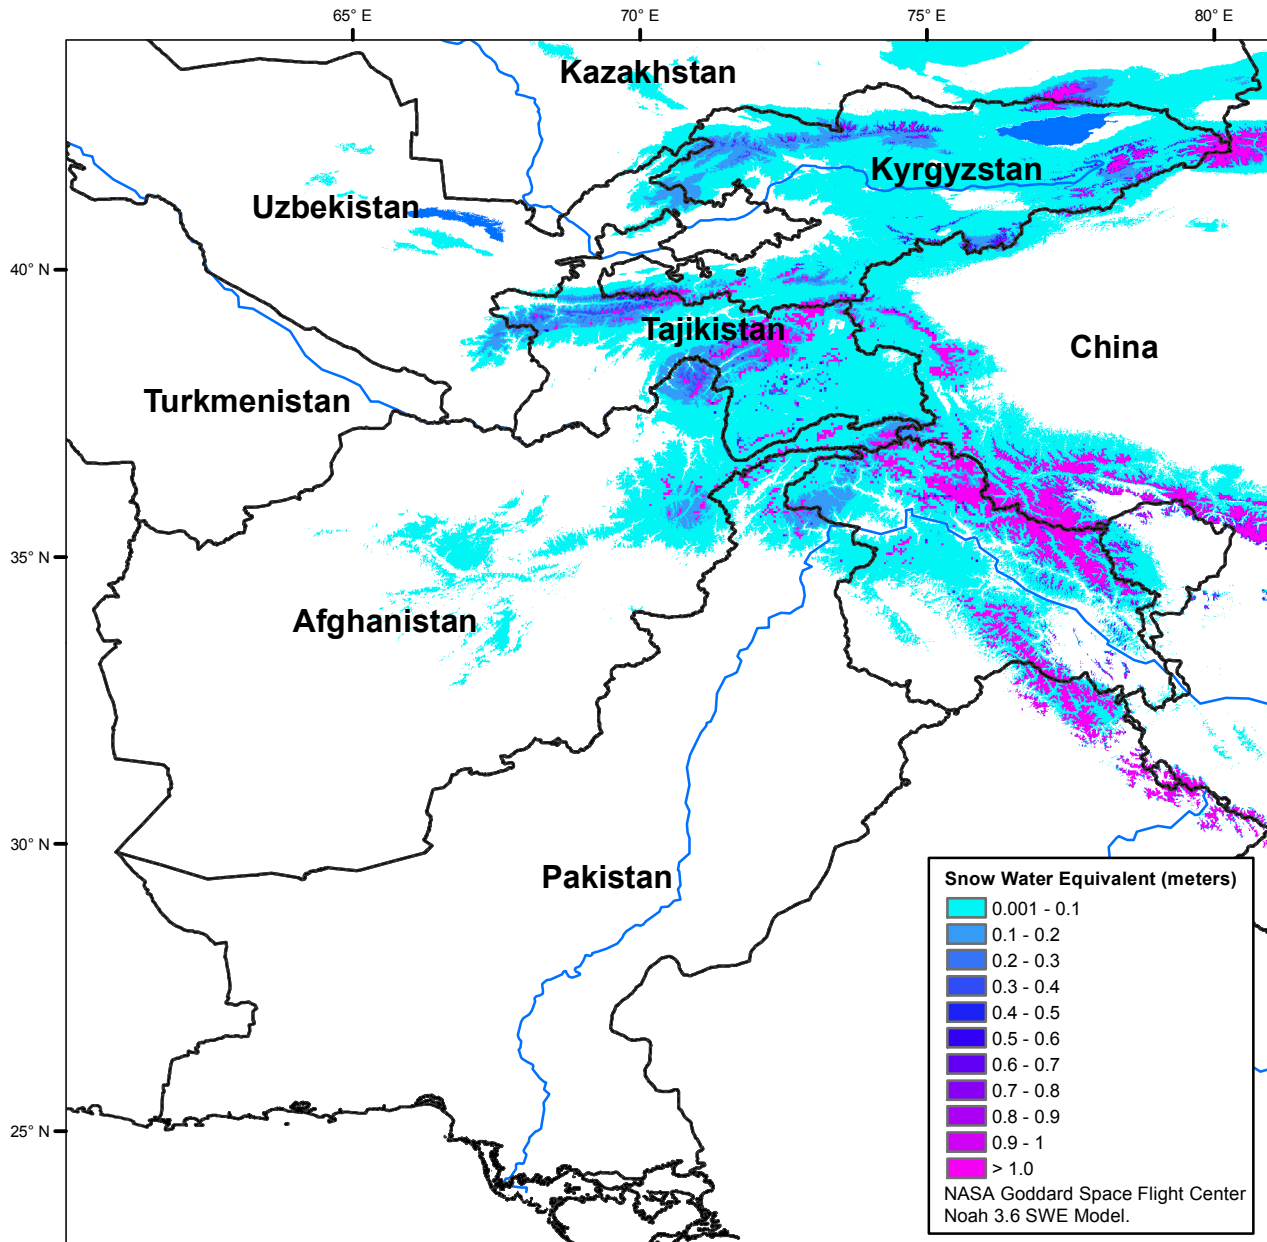 65° E
70° E
75° E
80° E
Kazakhstan
Kyrgyzstan
Uzbekistan
40° N
Tajikistan
China
Turkmenistan
35° N
Afghanistan
30° N
Pakistan
25° N
Snow Water Equivalent (meters)
0.001 - 0.1
0.1 - 0.2
0.2 - 0.3
0.3 - 0.4
0.4 - 0.5
0.5 - 0.6
0.6 - 0.7
0.7 - 0.8
0.8 - 0.9
0.9 - 1
> 1.0
NASA Goddard Space Flight Center
Noah 3.6 SWE Model.